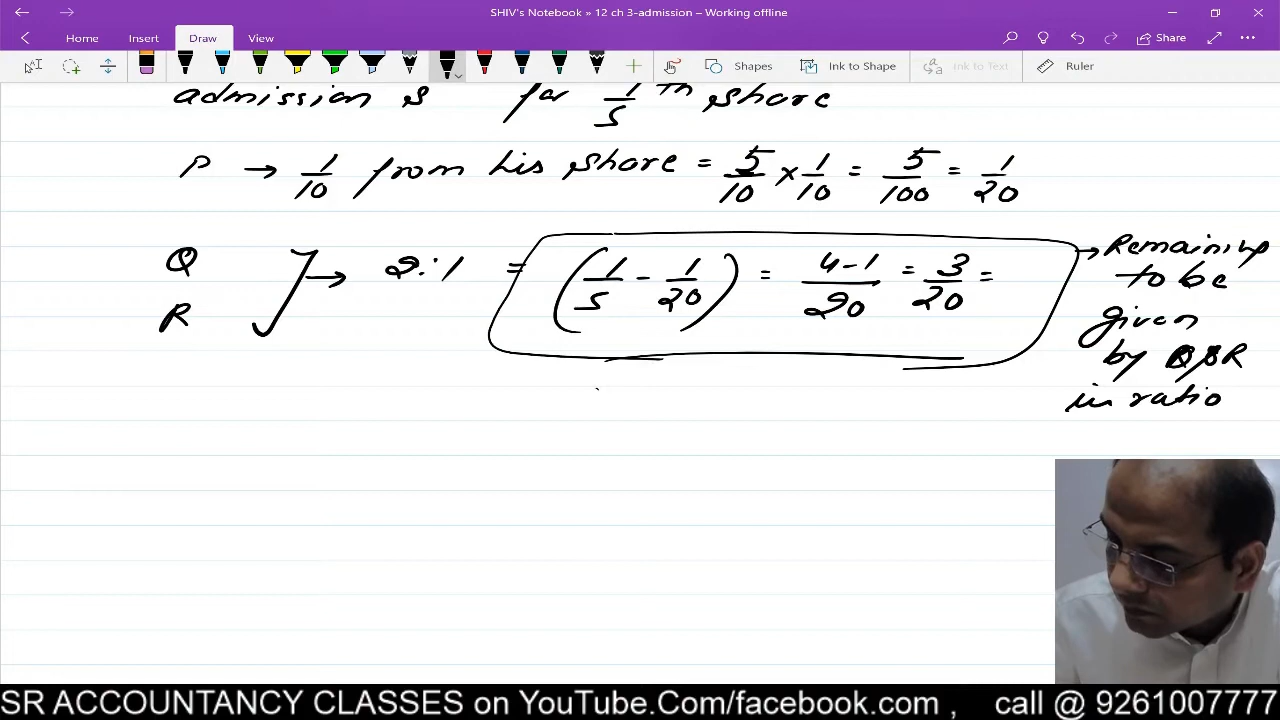 SHIV's Notebook » 12 ch 3-admission – Working offline
Home Insert Draw View Share
Shapes Ink to Shape Ink to Text Ruler
admission is for 1/5 th share
P → 1/10 from his share = 5/10 × 1/10 = 5/100 = 1/20
Q
R
→ 2:1 = (1/5 - 1/20) = 4-1/20 = 3/20 =
→ Remaining
to be
given
by Q & R
in ratio
SR ACCOUNTANCY CLASSES on YouTube.Com/facebook.com , call @ 9261007777